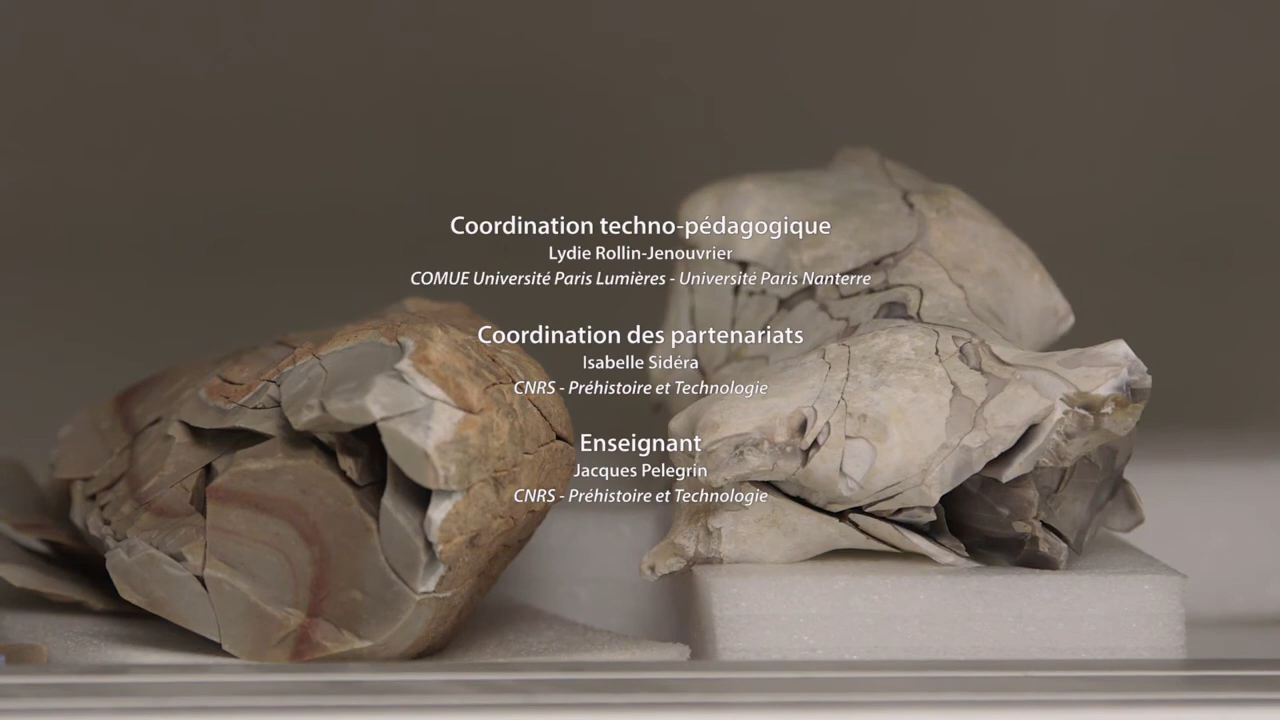 Coordination techno-pédagogique
Lydie Rollin-Jenouvrier
COMUE Université Paris Lumières - Université Paris Nanterre
Coordination des partenariats
Isabelle Sidéra
CNRS - Préhistoire et Technologie
Enseignant
Jacques Pelegrin
CNRS - Préhistoire et Technologie